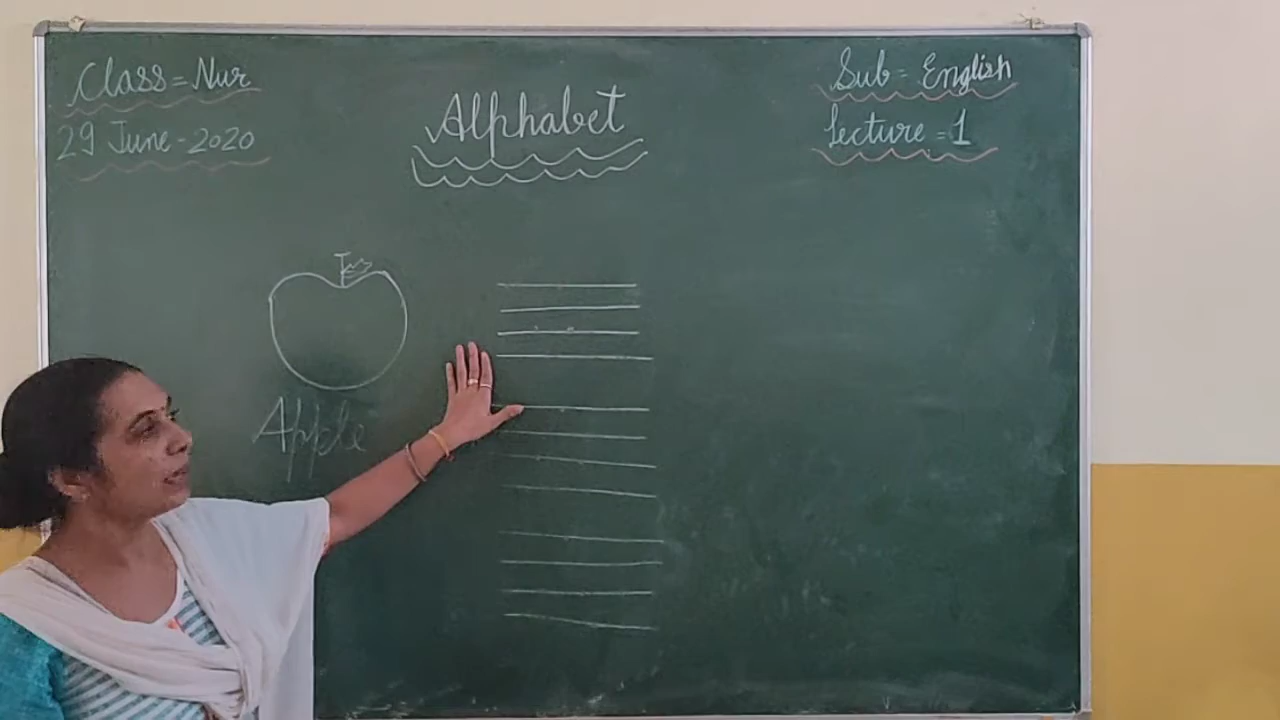 Class = Nur
29 June - 2020
Alphabet
Sub = English
Lecture = 1
Apple